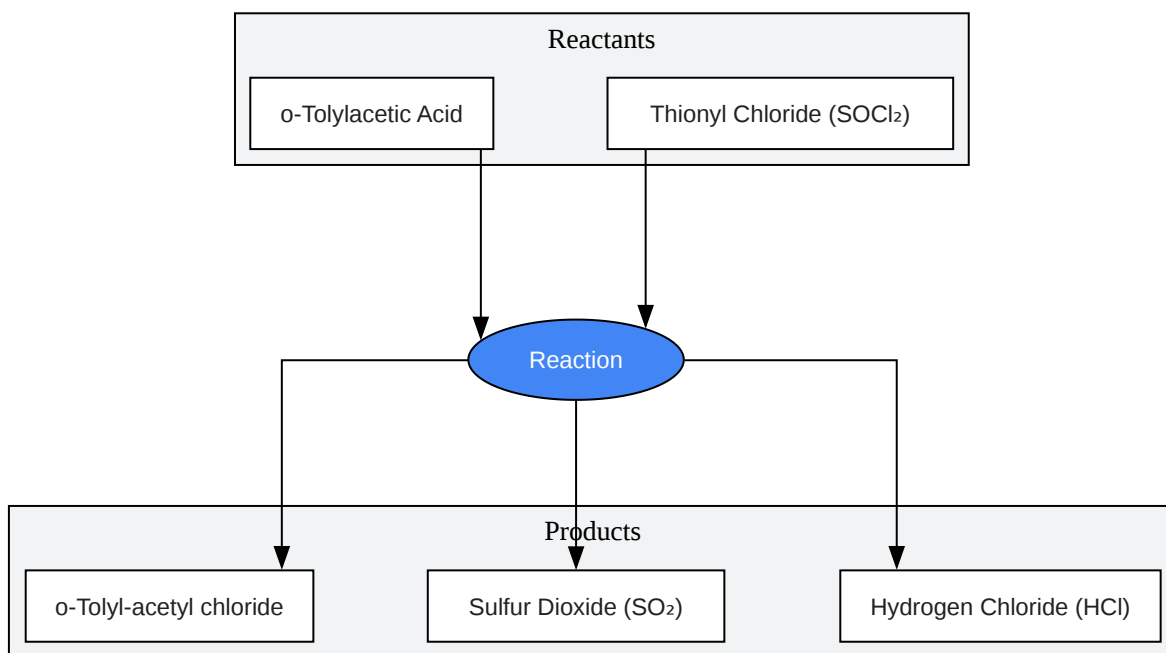 Reactants
o-Tolylacetic Acid
Thionyl Chloride (SOCl₂)
Reaction
Products
o-Tolyl-acetyl chloride
Sulfur Dioxide (SO₂)
Hydrogen Chloride (HCl)